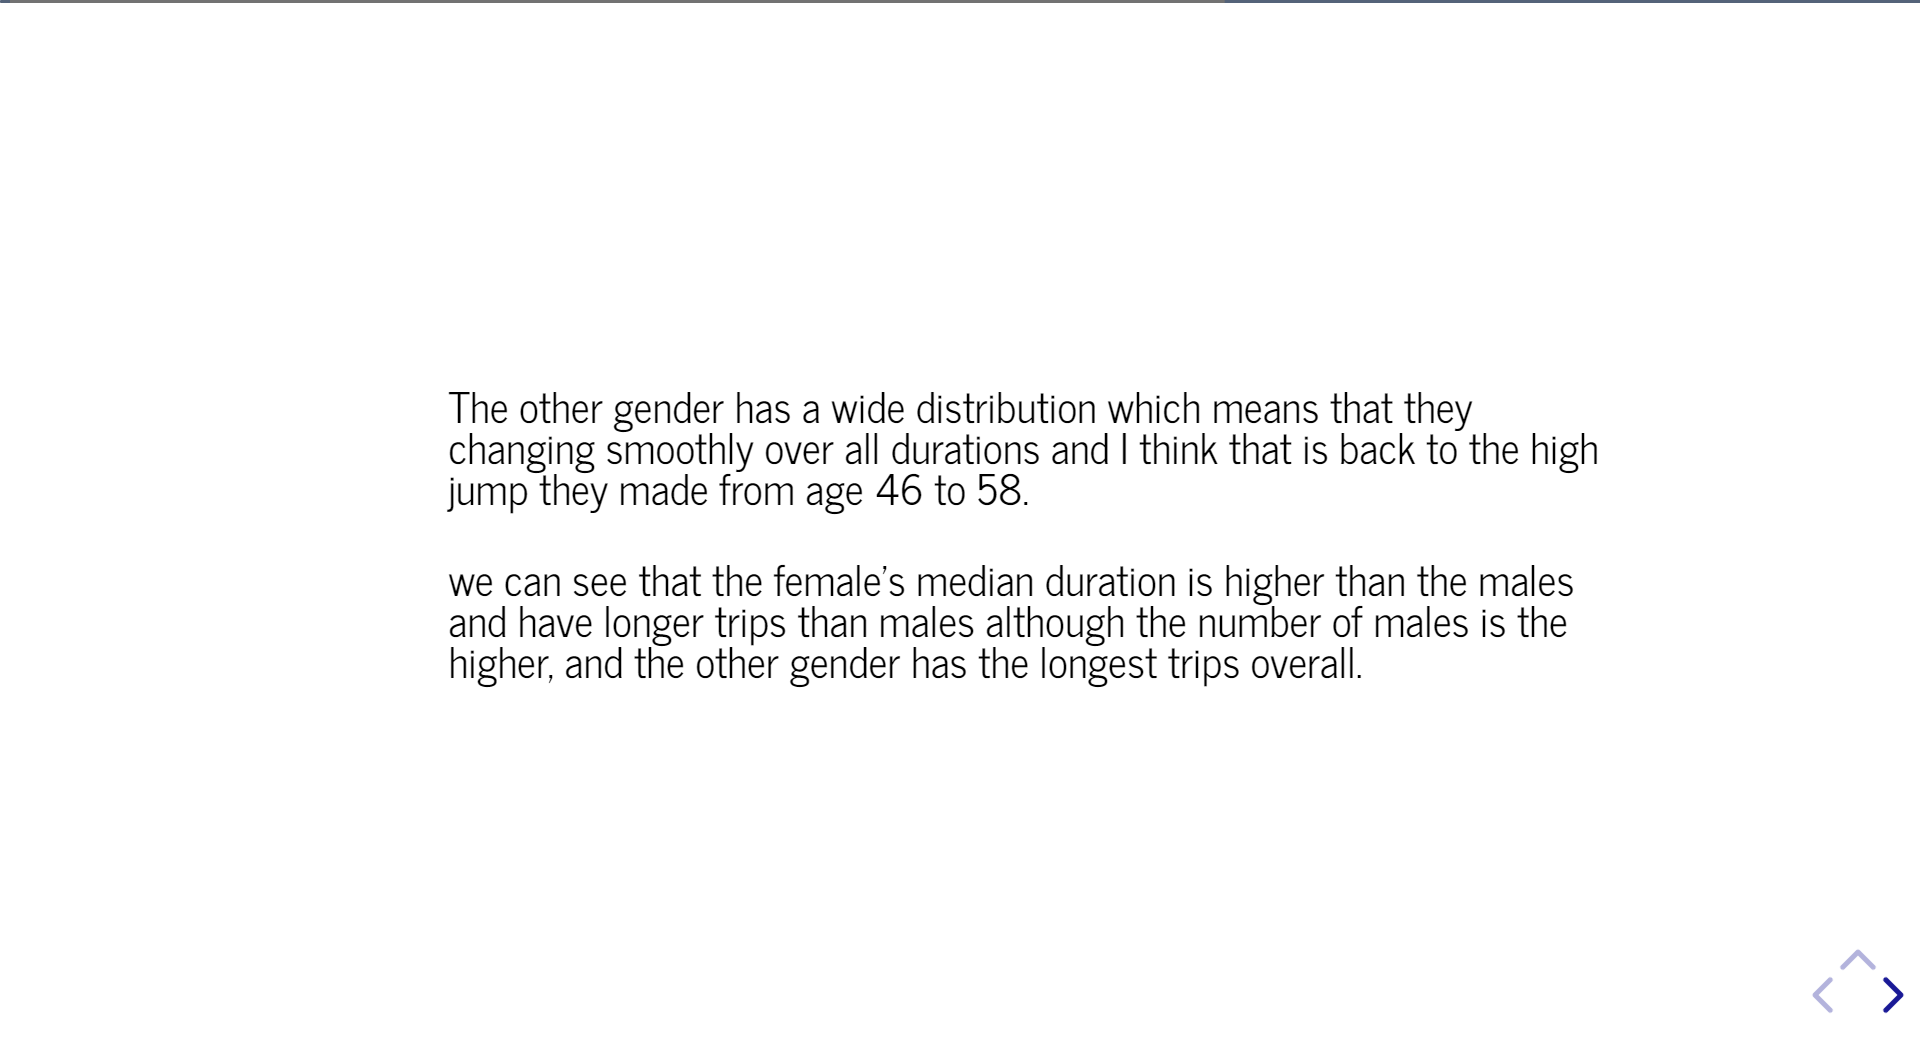 The other gender has a wide distribution which means that they
changing smoothly over all durations and I think that is back to the high
jump they made from age 46 to 58.
we can see that the female’s median duration is higher than the males
and have longer trips than males although the number of males is the
higher, and the other gender has the longest trips overall.